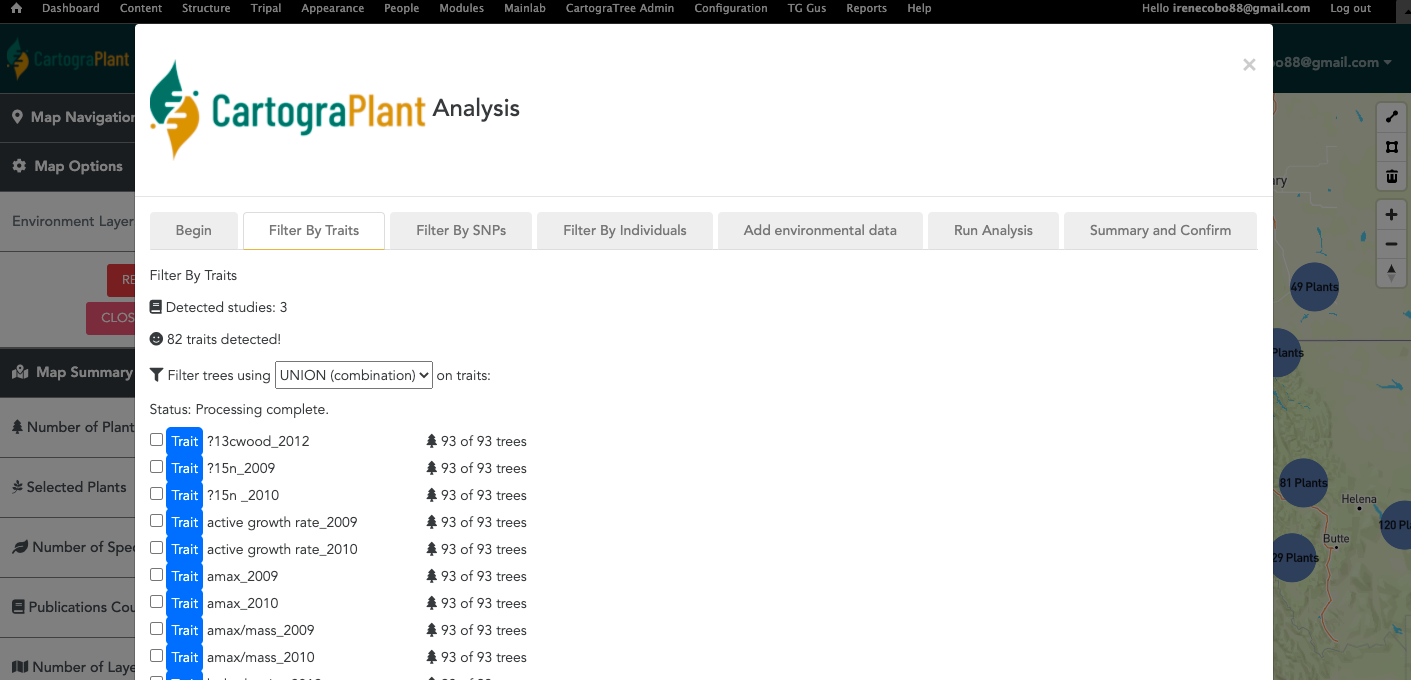 Dashboard Content Structure Tripal Appearance People Modules Mainlab CartograTree Admin Configuration TG Gus Reports Help Hello irenecobo88@gmail.com Log out
CartograPlant
bo88@gmail.com
×
CartograPlant Analysis
Map Navigation
Map Options
Environment Layer
RE
CLOS
Map Summary
Number of Plant
Selected Plants
Number of Spe
Publications Cou
Number of Laye
Begin
Filter By Traits
Filter By SNPs
Filter By Individuals
Add environmental data
Run Analysis
Summary and Confirm
Filter By Traits
Detected studies: 3
82 traits detected!
Filter trees using UNION (combination) on traits:
Status: Processing complete.
Trait ?13cwood_2012 93 of 93 trees
Trait ?15n_2009 93 of 93 trees
Trait ?15n _2010 93 of 93 trees
Trait active growth rate_2009 93 of 93 trees
Trait active growth rate_2010 93 of 93 trees
Trait amax_2009 93 of 93 trees
Trait amax_2010 93 of 93 trees
Trait amax/mass_2009 93 of 93 trees
Trait amax/mass_2010 93 of 93 trees
ry
49 Plants
Plants
81 Plants
Helena
120 Pl
Butte
29 Plants